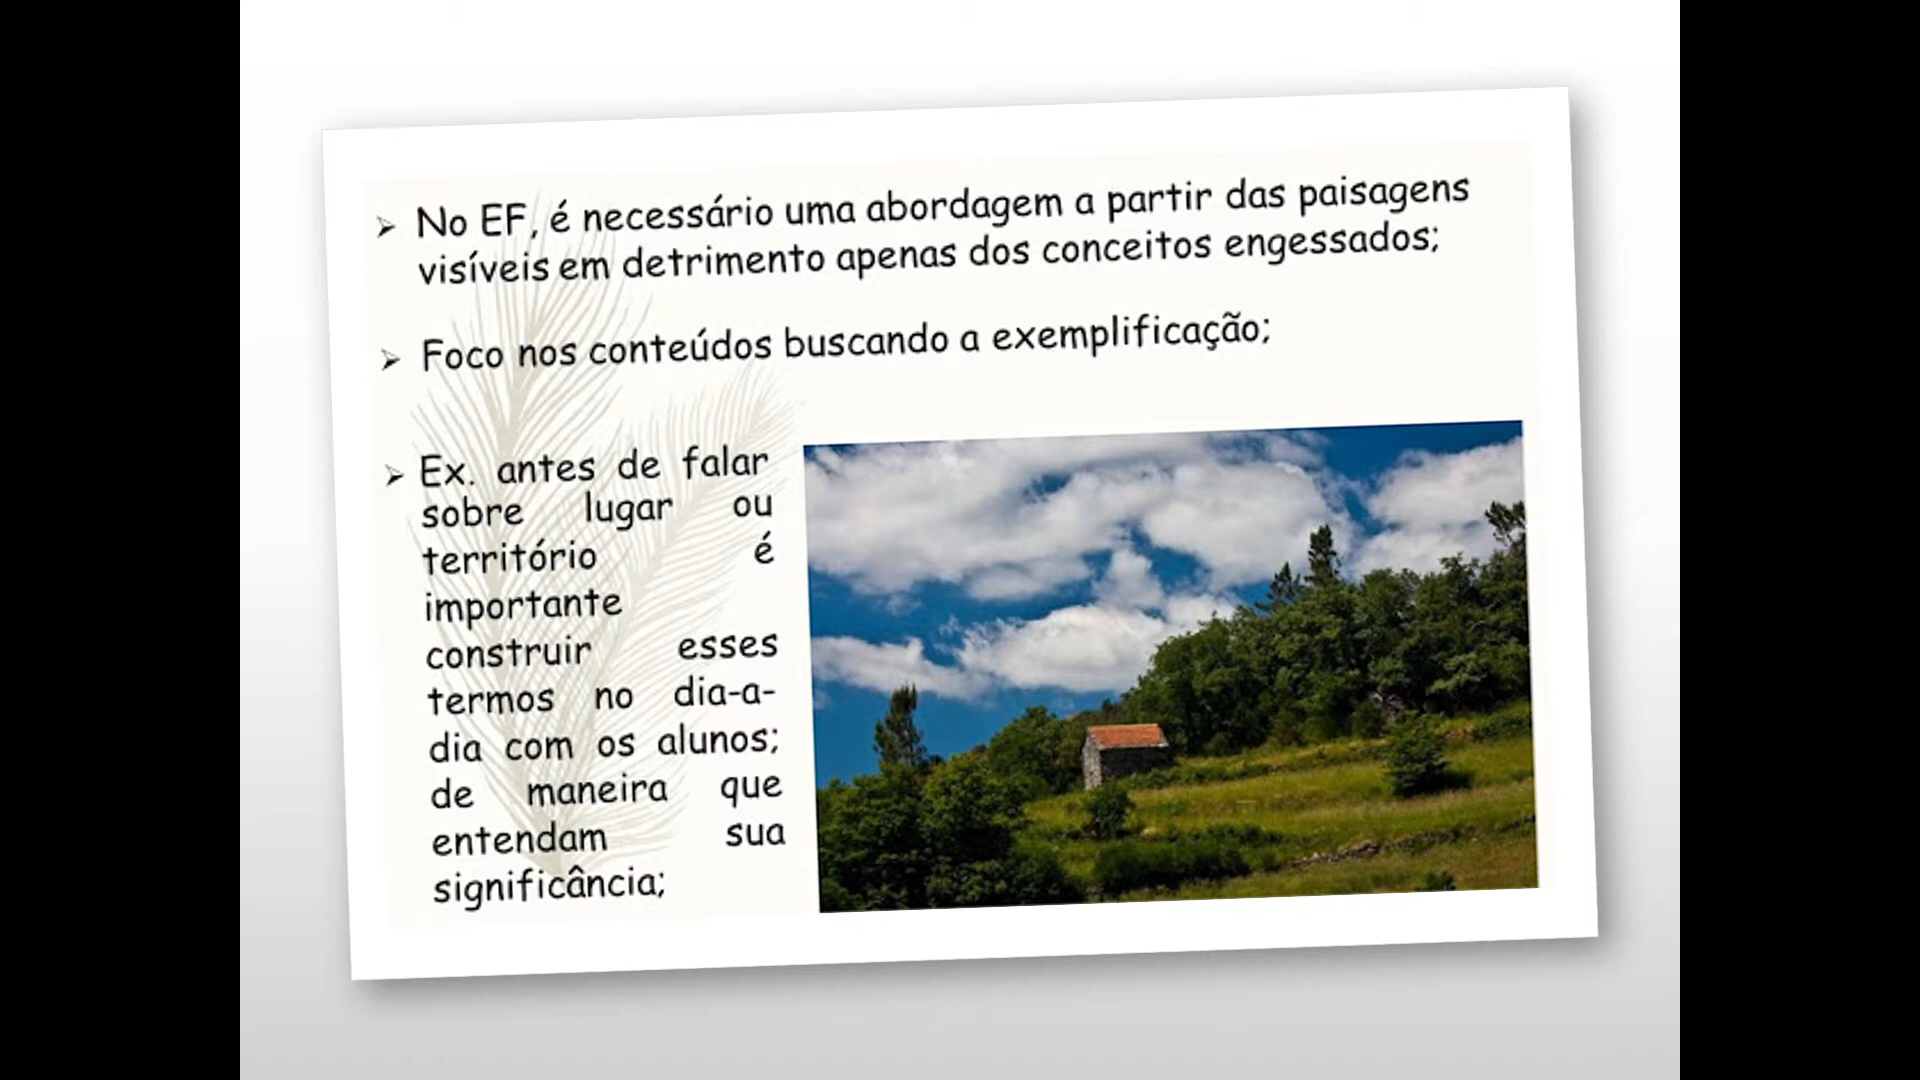 ➢ No EF, é necessário uma abordagem a partir das paisagens
visíveis em detrimento apenas dos conceitos engessados;
➢ Foco nos conteúdos buscando a exemplificação;
➢ Ex. antes de falar
sobre lugar ou
território é
importante
construir esses
termos no dia-a-
dia com os alunos;
de maneira que
entendam sua
significância;